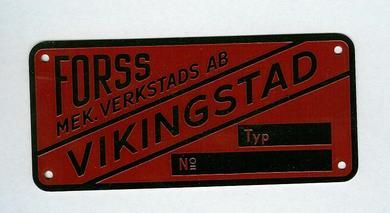 FORSS
MEK. VERKSTADS AB
VIKINGSTAD
Typ
No